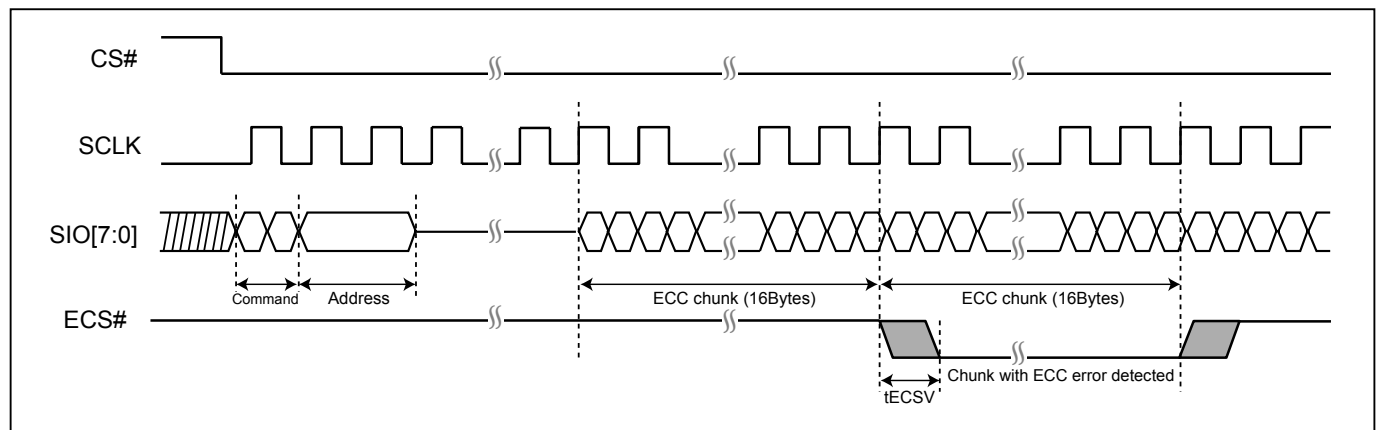 CS#
SCLK
SIO[7:0]
Command
Address
ECC chunk (16Bytes)
ECC chunk (16Bytes)
ECS#
Chunk with ECC error detected
tECSV